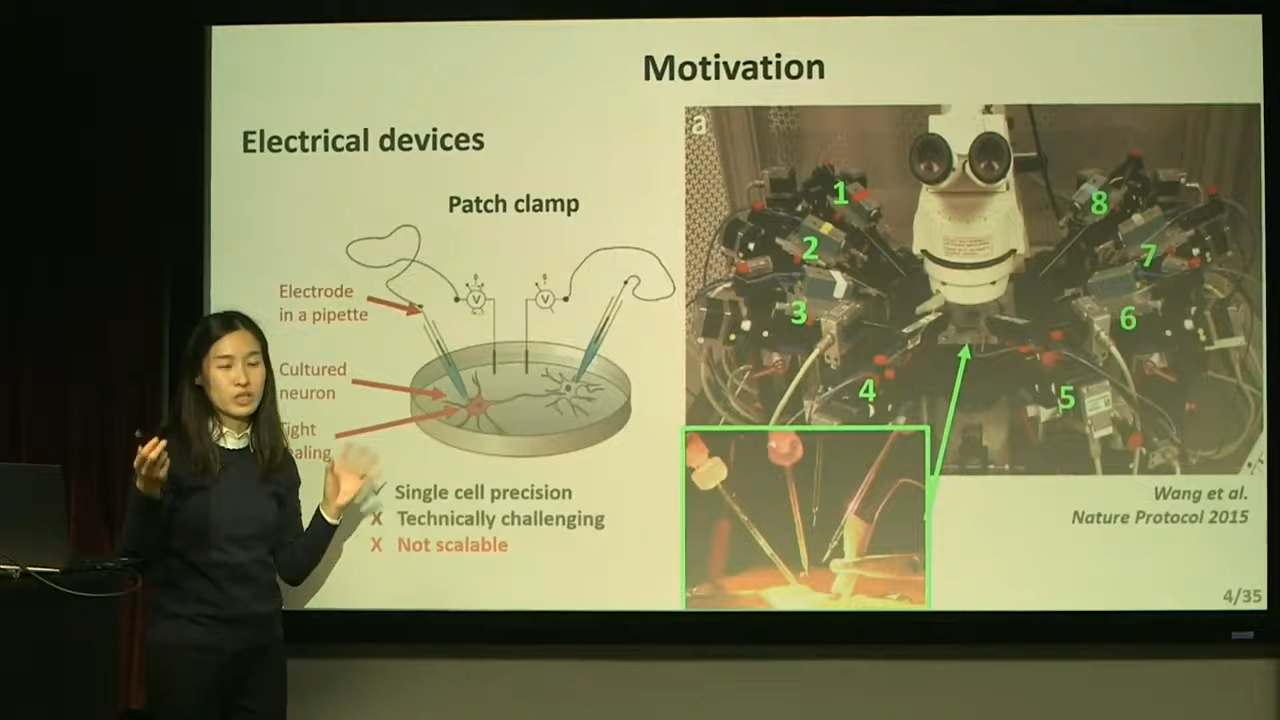 Motivation
Electrical devices
Patch clamp
Electrode
in a pipette
Cultured
neuron
V
V
Single cell precision
X Technically challenging
X Not scalable
a
1
2
3
4
5
6
7
8
Wang et al.
Nature Protocol 2015
4/35